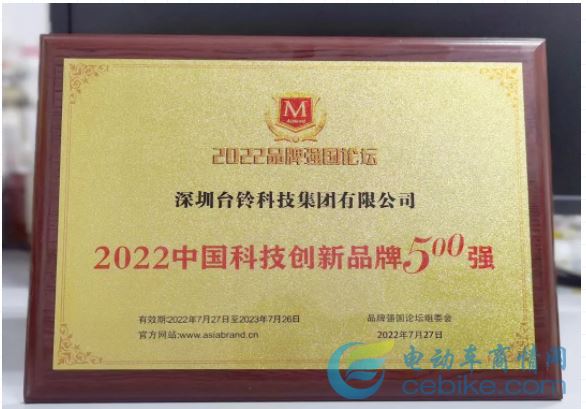 M
Asiabrand
2022品牌强国论坛
深圳台铃科技集团有限公司
2022中国科技创新品牌500强
有效期:2022年7月27日至2023年7月26日
官方网站:www.asiabrand.cn
品牌强国论坛组委会
2022年7月27日
电动车商情网
cebike.com